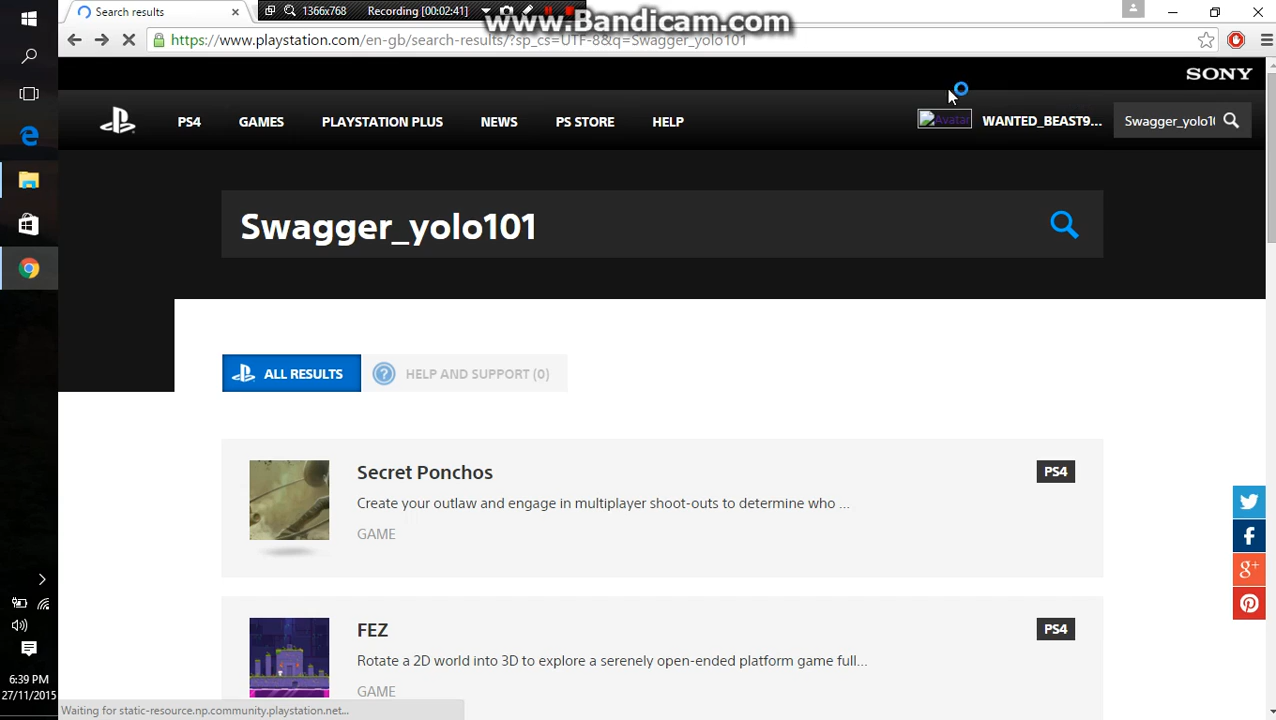 Search results
1366x768
Recording [00:02:41]
www.Bandicam.com
https://www.playstation.com/en-gb/search-results/?sp_cs=UTF-8&q=Swagger_yolo101
SONY
PS4
GAMES
PLAYSTATION PLUS
NEWS
PS STORE
HELP
Avatar
WANTED_BEAST9...
Swagger_yolo1
Swagger_yolo101
ALL RESULTS
HELP AND SUPPORT (0)
Secret Ponchos
PS4
Create your outlaw and engage in multiplayer shoot-outs to determine who ...
GAME
FEZ
PS4
Rotate a 2D world into 3D to explore a serenely open-ended platform game full...
GAME
6:39 PM
27/11/2015
Waiting for static-resource.np.community.playstation.net...